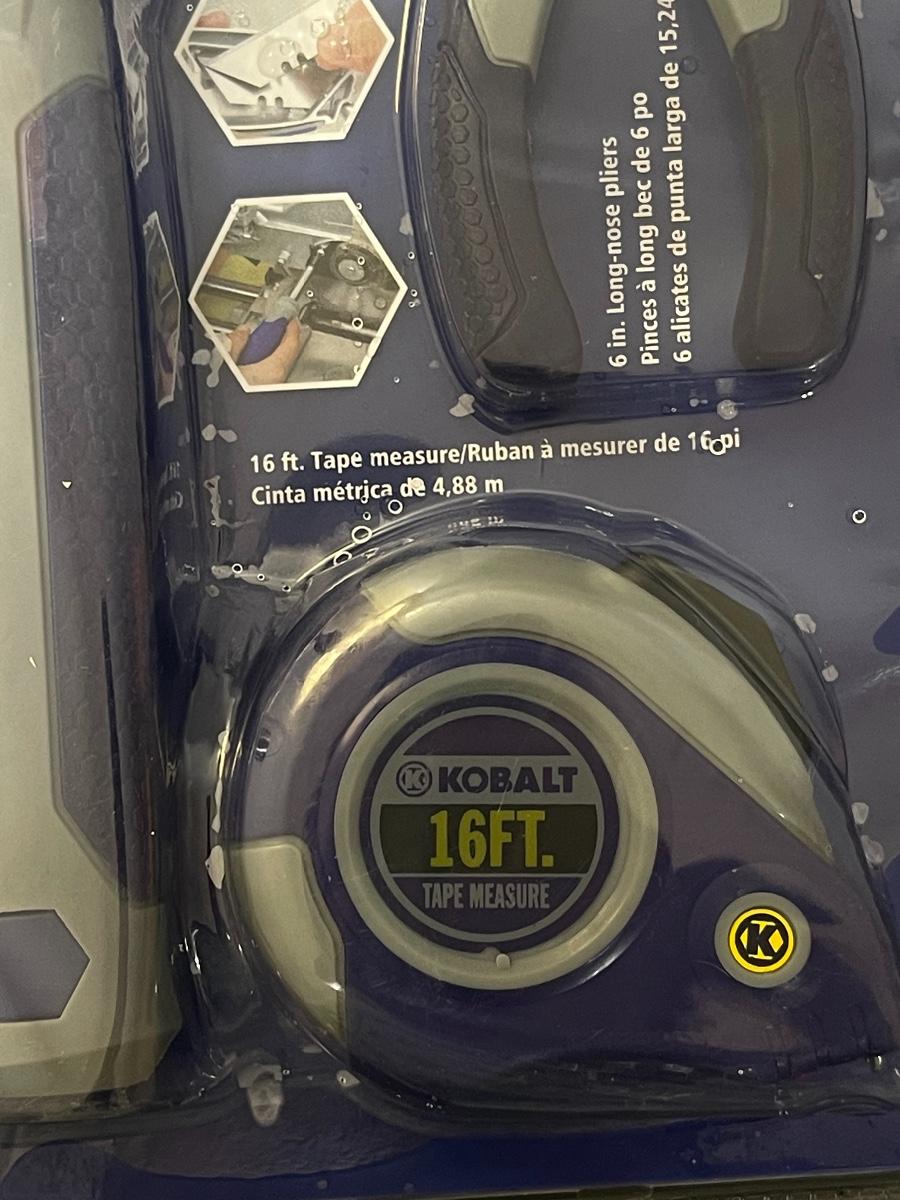 6 in. Long-nose pliers
Pinces à long bec de 6 po
6 alicates de punta larga de 15,24
16 ft. Tape measure/Ruban à mesurer de 16 pi
Cinta métrica de 4,88 m
K KOBALT
16FT.
TAPE MEASURE
K